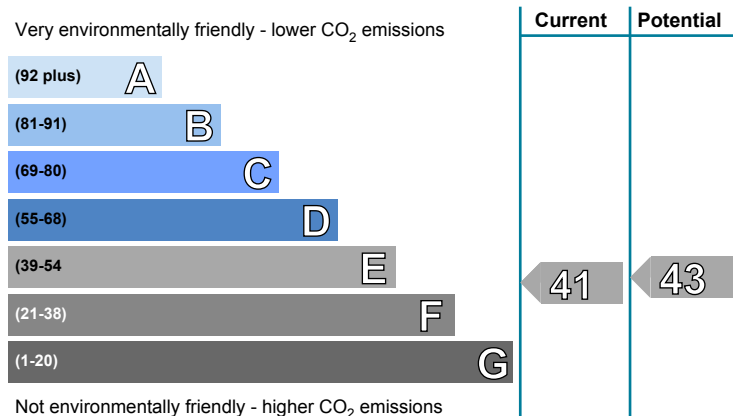 Very environmentally friendly - lower CO2 emissions
Current
Potential
(92 plus) A
(81-91) B
(69-80) C
(55-68) D
(39-54 E
41
43
(21-38) F
(1-20) G
Not environmentally friendly - higher CO2 emissions